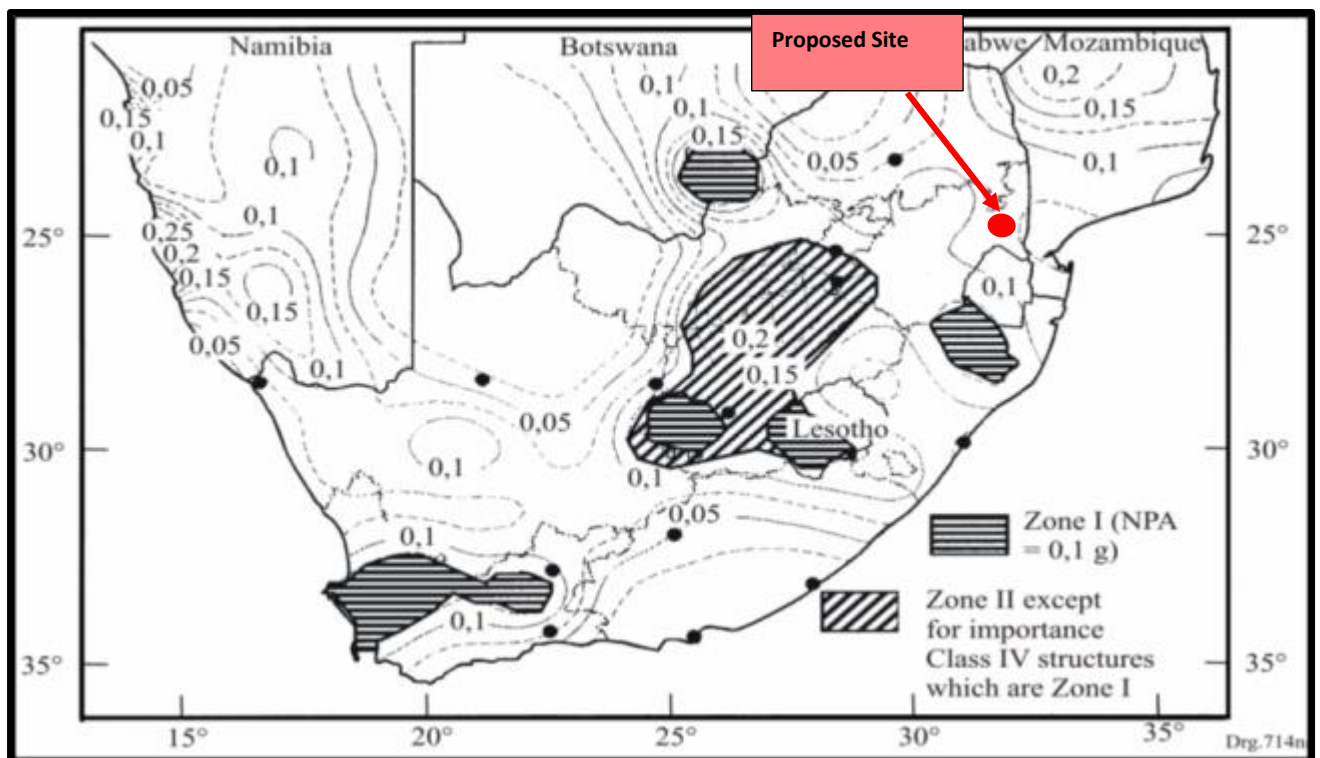 Namibia
Botswana
Proposed Site
abwe
Mozambique
0,05
0,15
0,1
0,1
0,1
0,25
0,2
0,15
0,15
0,05
0,1
0,1
0,1
0,15
0,05
0,2
0,15
0,1
0,1
0,2
0,15
0,05
0,1
0,1
0,05
Lesotho
0,1
0,1
25°
30°
35°
25°
30°
35°
Zone I (NPA
= 0,1 g)
Zone II except
for importance
Class IV structures
which are Zone I
15°
20°
25°
30°
35°
Drg.714n